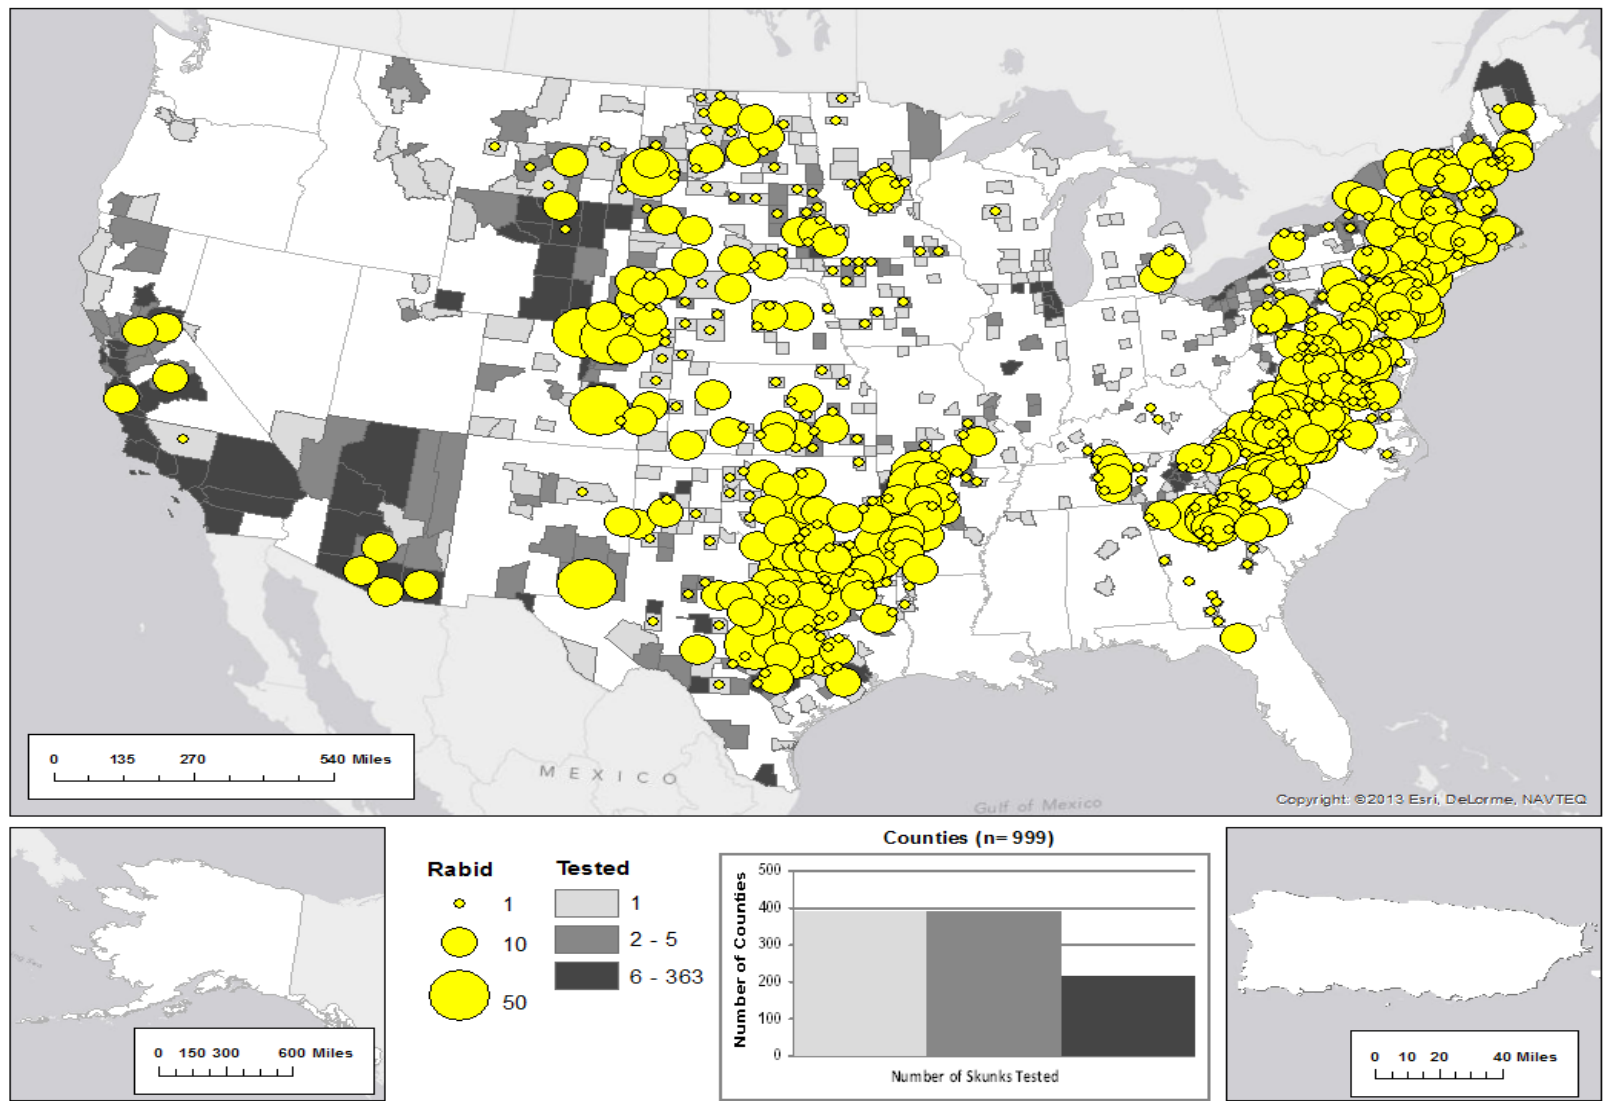 MEXICO
Gulf of Mexico
Copyright: ©2013 Esri, DeLorme, NAVTEQ
0 135 270 540 Miles
Rabid
1
10
50
Tested
1
2 - 5
6 - 363
Counties (n= 999)
Number of Counties
500
400
300
200
100
0
Number of Skunks Tested
0 150 300 600 Miles
0 10 20 40 Miles